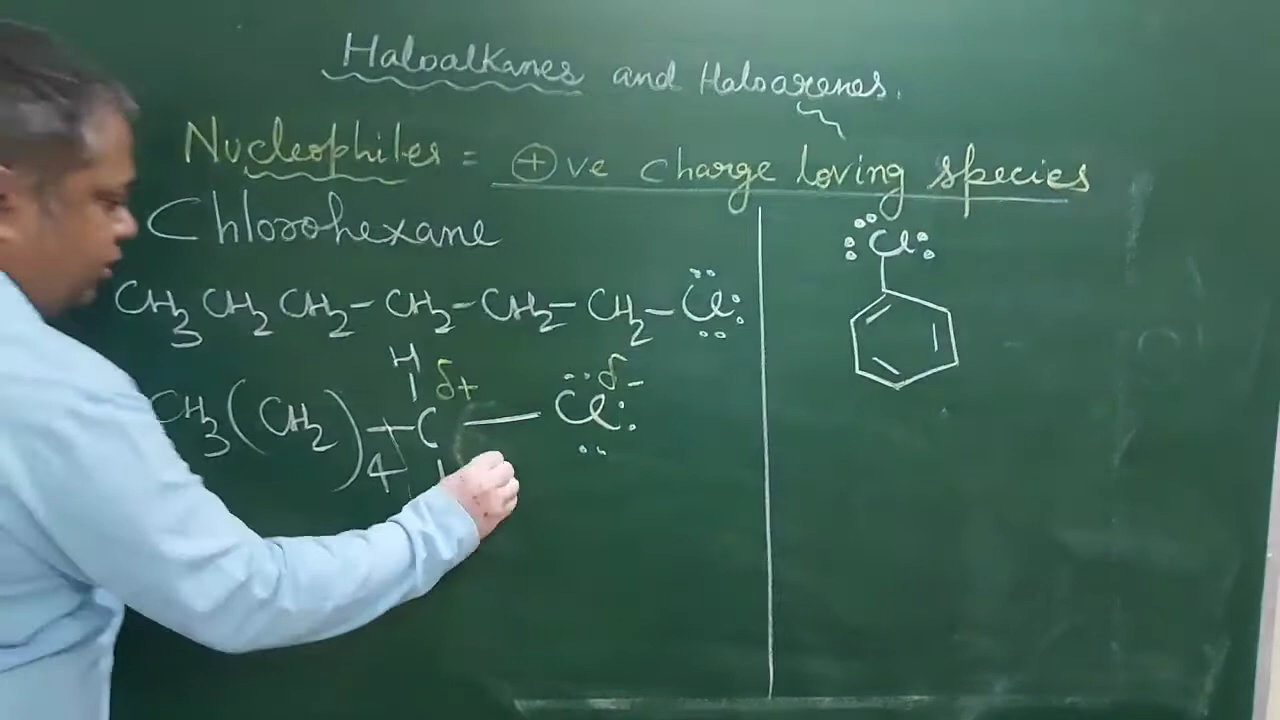 Haloalkanes and Haloarenes.
Nucleophiles = ⊕ve charge loving species
Chlorohexane
CH3CH2CH2-CH2-CH2-CH2-Cl
H δ+ δ-
CH3(CH2)4-C-Cl
Cl